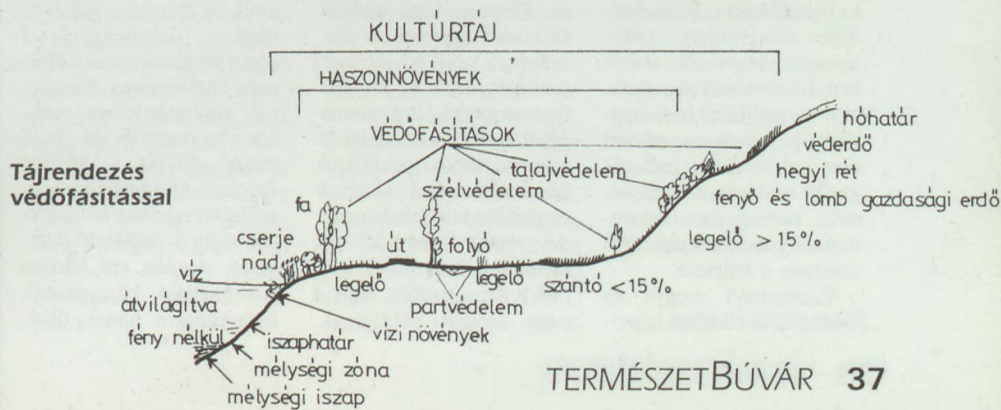 KULTÚRTÁJ
HASZONNÖVÉNYEK
VÉDŐFÁSÍTÁSOK
hóhatár
véderdő
hegyi rét
fenyő és lomb gazdasági erdő
legelő > 15%
Tájrendezés
védőfásítással
talajvédelem
szélvédelem
fa
cserje
nád
víz
út
folyó
legelő
legelő
szántó < 15%
átvilágítva
partvédelem
fény nélkül
iszaphatár
vízi növények
mélységi zóna
mélységi iszap
TERMÉSZETBÚVÁR 37